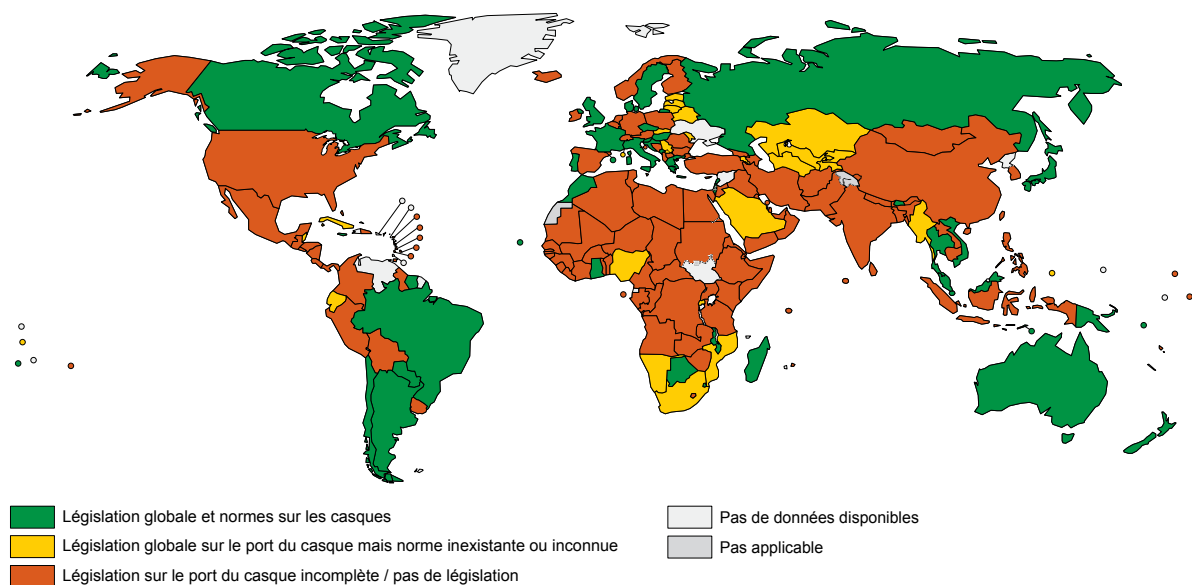 Législation globale et normes sur les casques
Législation globale sur le port du casque mais norme inexistante ou inconnue
Législation sur le port du casque incomplète / pas de législation
Pas de données disponibles
Pas applicable